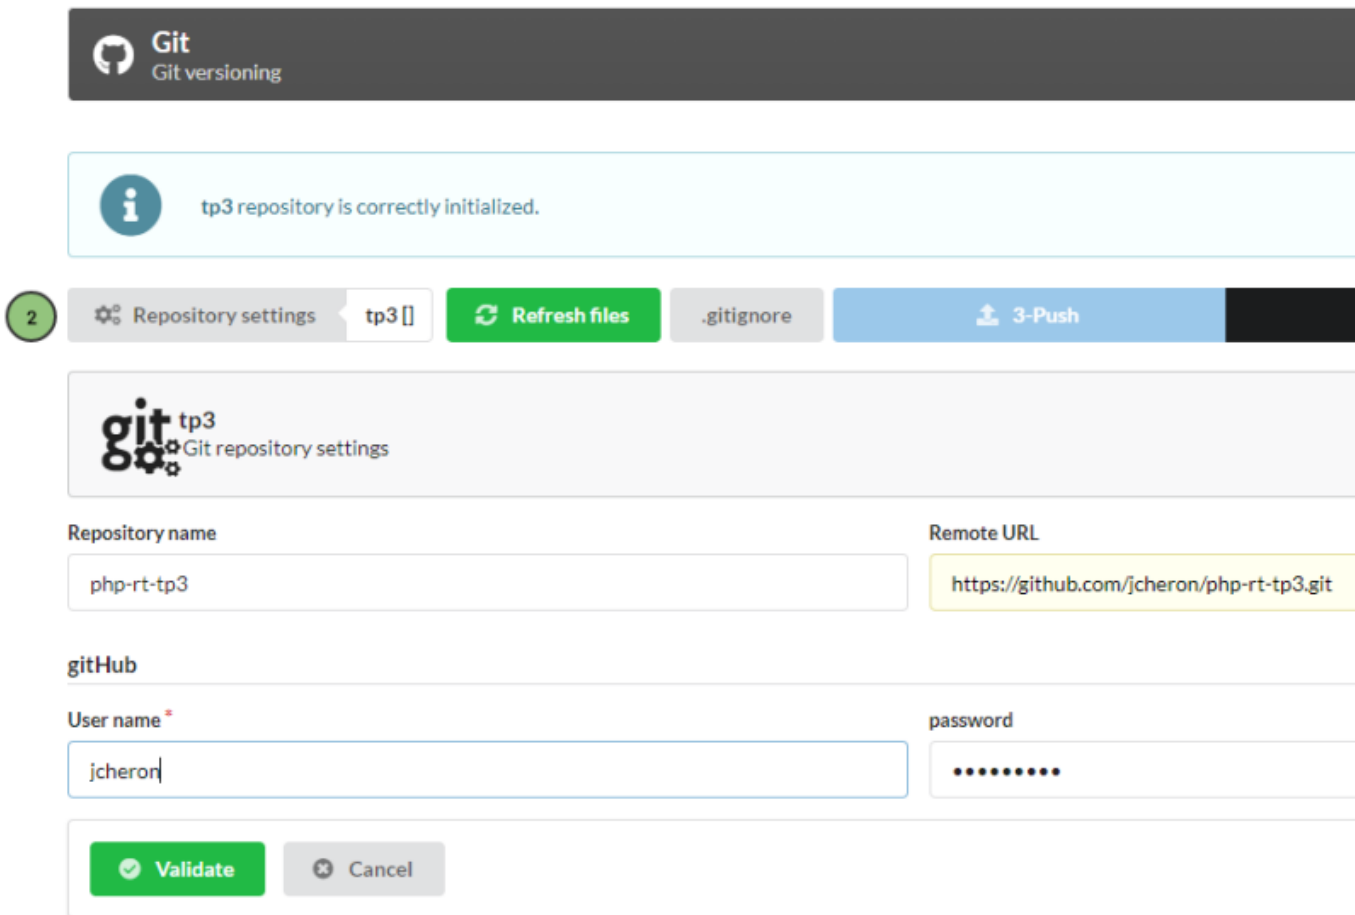 Git
Git versioning
tp3 repository is correctly initialized.
2
Repository settings tp3 [] Refresh files .gitignore 3-Push
git tp3
Git repository settings
Repository name Remote URL
php-rt-tp3 https://github.com/jcheron/php-rt-tp3.git
gitHub
User name * password
jcheron •••••••••
Validate Cancel